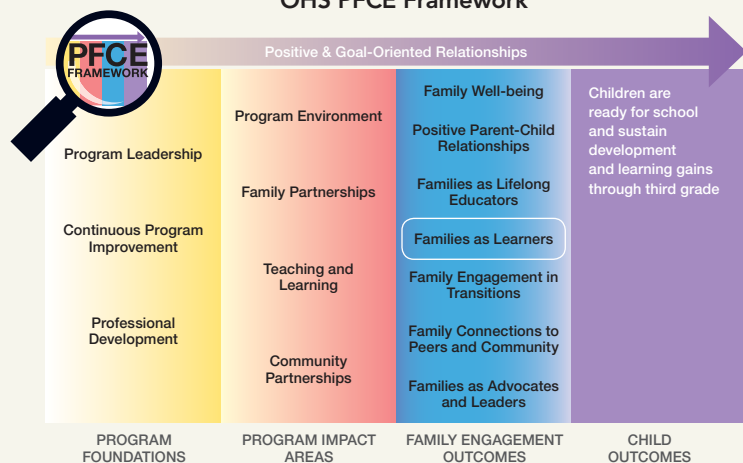 OHS PFCE Framework
PFCE
FRAMEWORK
Positive & Goal-Oriented Relationships
Program Leadership
Continuous Program
Improvement
Professional
Development
PROGRAM
FOUNDATIONS
Program Environment
Family Partnerships
Teaching and
Learning
Community
Partnerships
PROGRAM IMPACT
AREAS
Family Well-being
Positive Parent-Child
Relationships
Families as Lifelong
Educators
Families as Learners
Family Engagement in
Transitions
Family Connections to
Peers and Community
Families as Advocates
and Leaders
FAMILY ENGAGEMENT
OUTCOMES
Children are
ready for school
and sustain
development
and learning gains
through third grade
CHILD
OUTCOMES